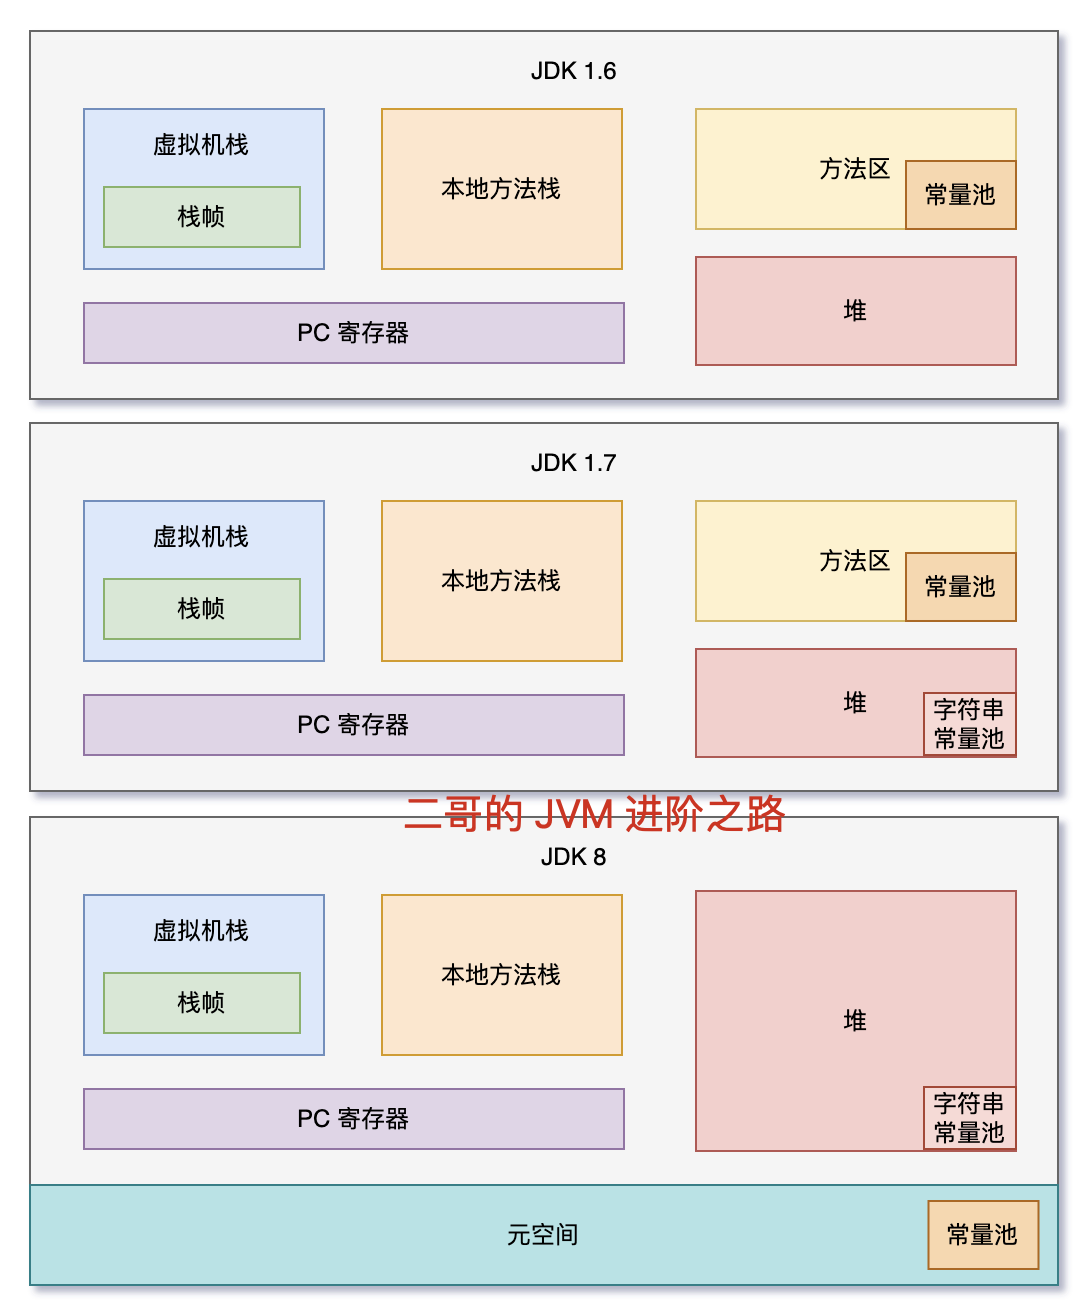 JDK 1.6
虚拟机栈
栈帧
本地方法栈
方法区
常量池
PC 寄存器
堆
JDK 1.7
虚拟机栈
栈帧
本地方法栈
方法区
常量池
PC 寄存器
堆
字符串
常量池
二哥的 JVM 进阶之路
JDK 8
虚拟机栈
栈帧
本地方法栈
堆
PC 寄存器
字符串
常量池
元空间
常量池